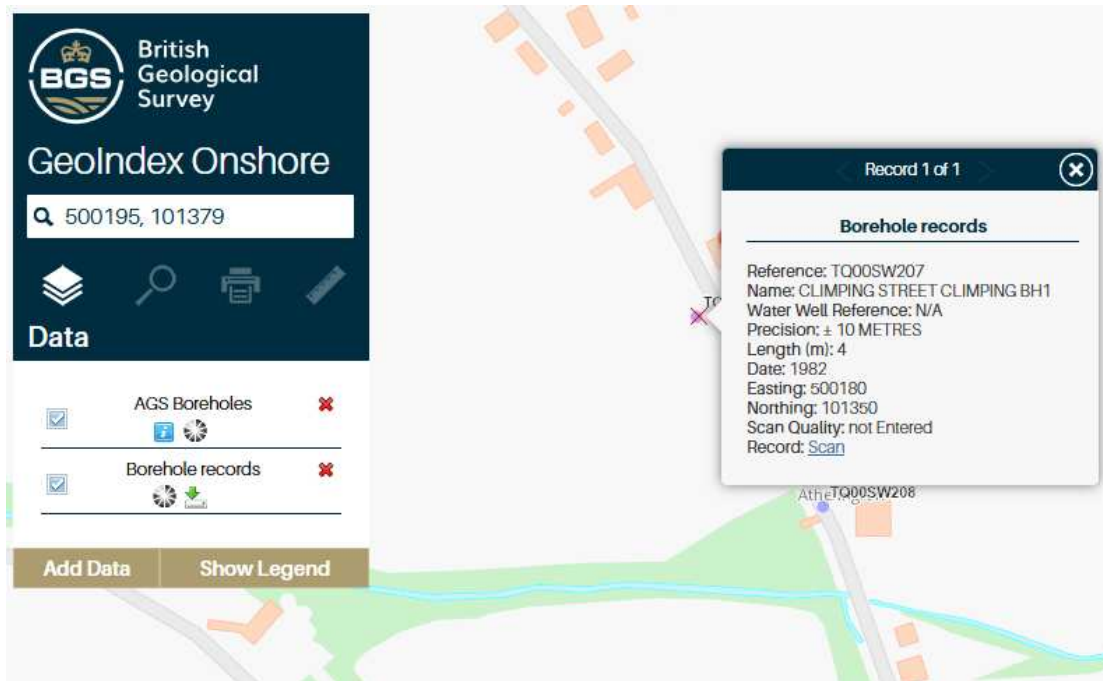 BGS
British
Geological
Survey
GeoIndex Onshore
500195, 101379
Data
AGS Boreholes
Borehole records
Add Data
Show Legend
Record 1 of 1
Borehole records
Reference: TQ00SW207
Name: CLIMPING STREET CLIMPING BH1
Water Well Reference: N/A
Precision: ± 10 METRES
Length (m): 4
Date: 1982
Easting: 500180
Northing: 101350
Scan Quality: not Entered
Record: Scan
TQ00SW208